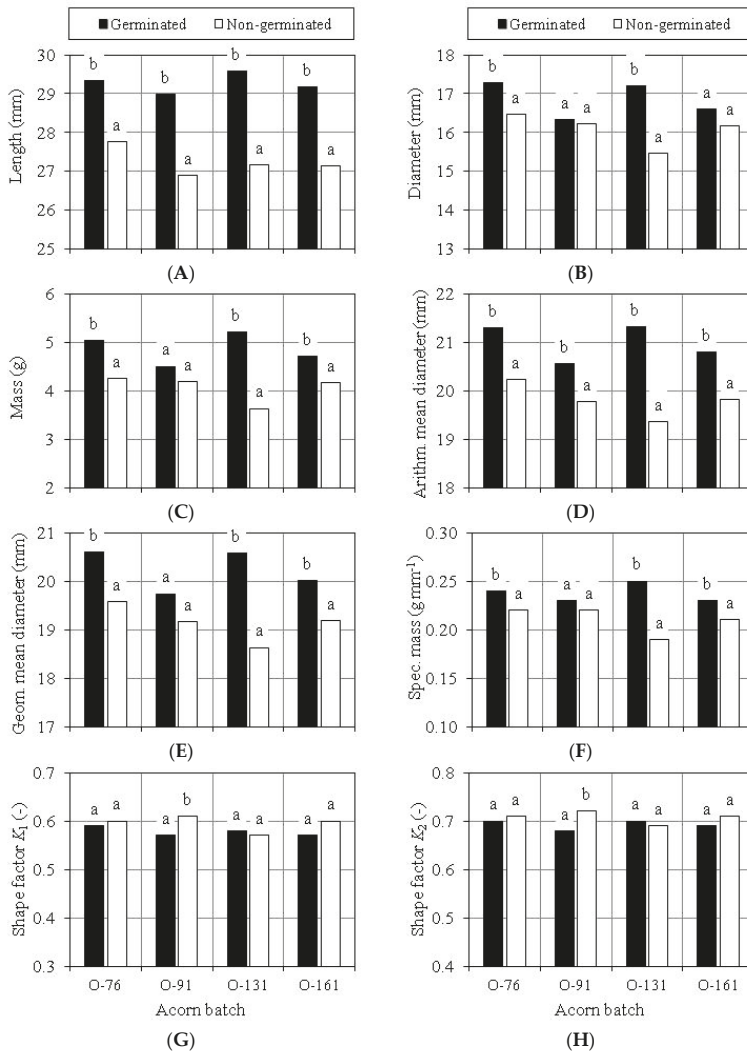 Germinated Non-germinated
Germinated Non-germinated
Length (mm)
30
29
28
27
26
25
b a b a b a b a
(A)
Diameter (mm)
18
17
16
15
14
13
b a a a b a a a
(B)
Mass (g)
6
5
4
3
2
b a a a b a b a
(C)
Arithm. mean diameter (mm)
22
21
20
19
18
b a b a b a b a
(D)
Geom. mean diameter (mm)
21
20
19
18
17
b a a a b a b a
(E)
Spec. mass (g mm⁻¹)
0.30
0.25
0.20
0.15
0.10
b a a a b a b a
(F)
Shape factor K₁ (-)
0.7
0.6
0.5
0.4
0.3
a a a b a a a a
O-76 O-91 O-131 O-161
Acorn batch
(G)
Shape factor K₂ (-)
0.8
0.7
0.6
0.5
0.4
a a a b a a a a
O-76 O-91 O-131 O-161
Acorn batch
(H)